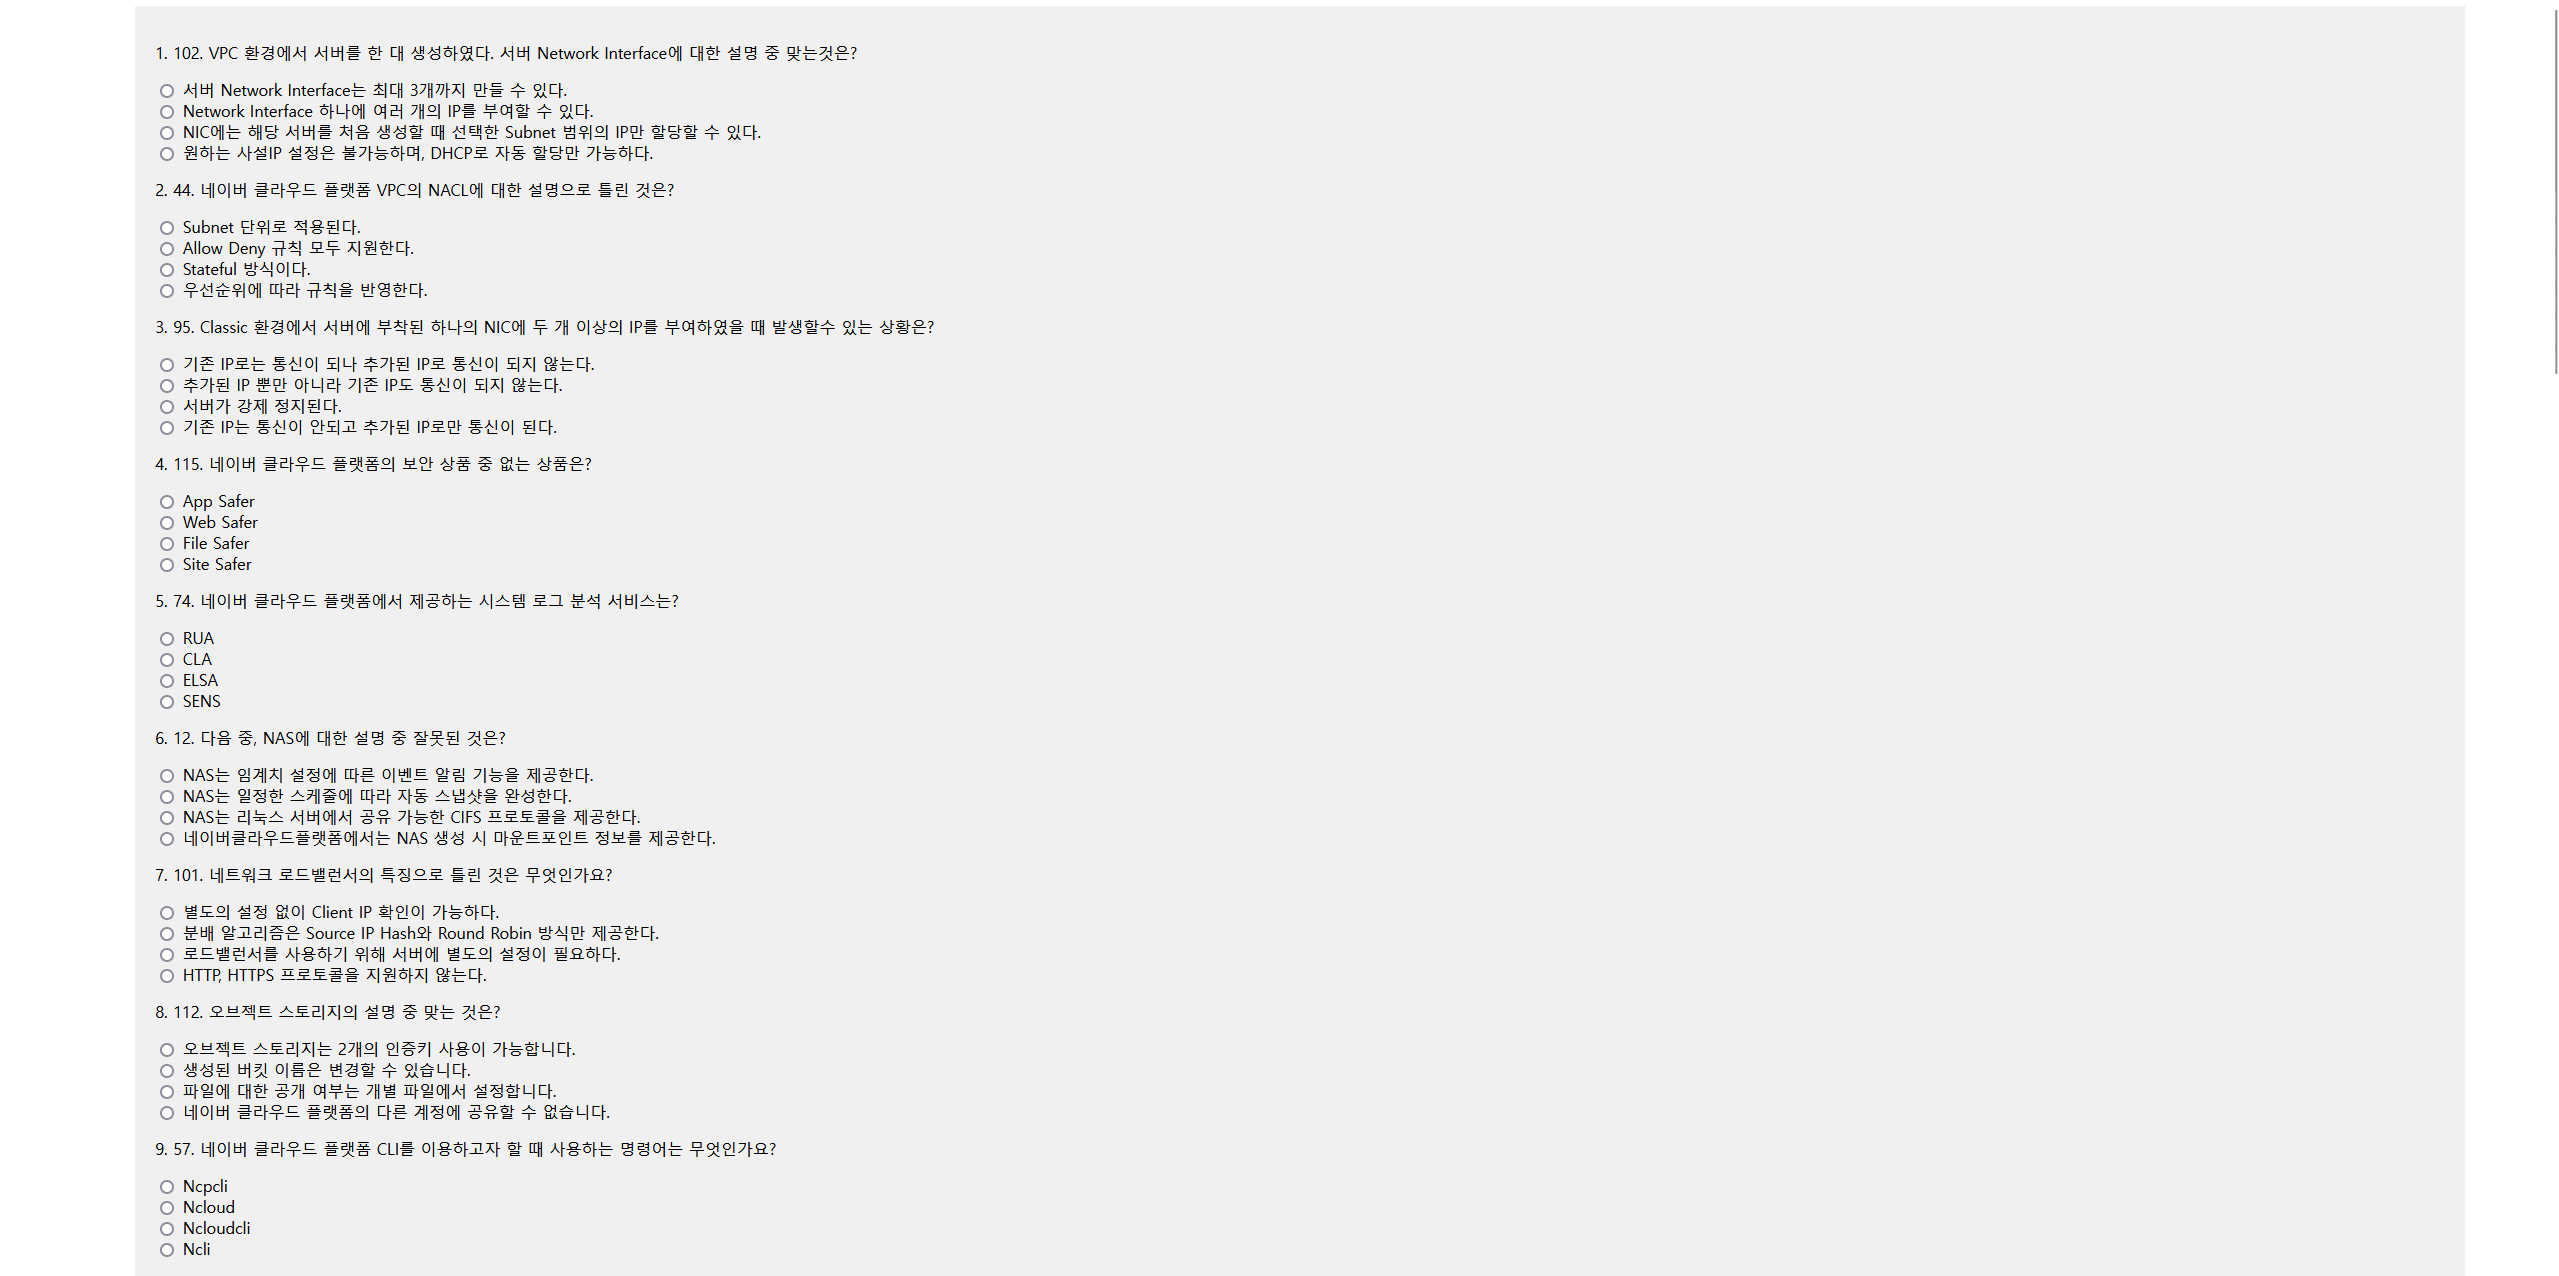 1. 102. VPC 환경에서 서버를 한 대 생성하였다. 서버 Network Interface에 대한 설명 중 맞는것은?
서버 Network Interface는 최대 3개까지 만들 수 있다.
Network Interface 하나에 여러 개의 IP를 부여할 수 있다.
NIC에는 해당 서버를 처음 생성할 때 선택한 Subnet 범위의 IP만 할당할 수 있다.
원하는 사설IP 설정은 불가능하며, DHCP로 자동 할당만 가능하다.
2. 44. 네이버 클라우드 플랫폼 VPC의 NACL에 대한 설명으로 틀린 것은?
Subnet 단위로 적용된다.
Allow Deny 규칙 모두 지원한다.
Stateful 방식이다.
우선순위에 따라 규칙을 반영한다.
3. 95. Classic 환경에서 서버에 부착된 하나의 NIC에 두 개 이상의 IP를 부여하였을 때 발생할수 있는 상황은?
기존 IP로는 통신이 되나 추가된 IP로 통신이 되지 않는다.
추가된 IP 뿐만 아니라 기존 IP도 통신이 되지 않는다.
서버가 강제 정지된다.
기존 IP는 통신이 안되고 추가된 IP로만 통신이 된다.
4. 115. 네이버 클라우드 플랫폼의 보안 상품 중 없는 상품은?
App Safer
Web Safer
File Safer
Site Safer
5. 74. 네이버 클라우드 플랫폼에서 제공하는 시스템 로그 분석 서비스는?
RUA
CLA
ELSA
SENS
6. 12. 다음 중, NAS에 대한 설명 중 잘못된 것은?
NAS는 임계치 설정에 따른 이벤트 알림 기능을 제공한다.
NAS는 일정한 스케줄에 따라 자동 스냅샷을 완성한다.
NAS는 리눅스 서버에서 공유 가능한 CIFS 프로토콜을 제공한다.
네이버클라우드플랫폼에서는 NAS 생성 시 마운트포인트 정보를 제공한다.
7. 101. 네트워크 로드밸런서의 특징으로 틀린 것은 무엇인가요?
별도의 설정 없이 Client IP 확인이 가능하다.
분배 알고리즘은 Source IP Hash와 Round Robin 방식만 제공한다.
로드밸런서를 사용하기 위해 서버에 별도의 설정이 필요하다.
HTTP, HTTPS 프로토콜을 지원하지 않는다.
8. 112. 오브젝트 스토리지의 설명 중 맞는 것은?
오브젝트 스토리지는 2개의 인증키 사용이 가능합니다.
생성된 버킷 이름은 변경할 수 있습니다.
파일에 대한 공개 여부는 개별 파일에서 설정합니다.
네이버 클라우드 플랫폼의 다른 계정에 공유할 수 없습니다.
9. 57. 네이버 클라우드 플랫폼 CLI를 이용하고자 할 때 사용하는 명령어는 무엇인가요?
Ncpcli
Ncloud
Ncloudcli
Ncli